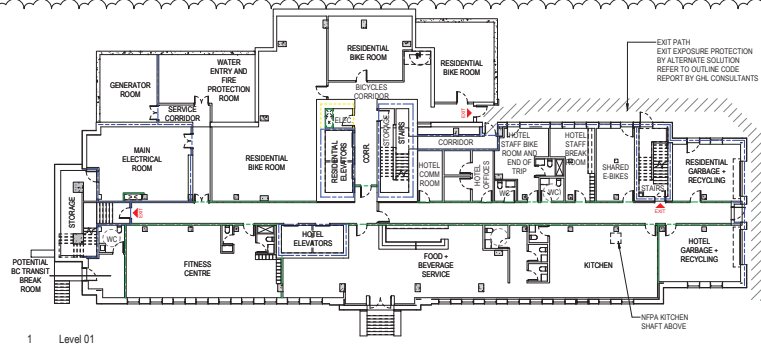 EXIT PATH
EXIT EXPOSURE PROTECTION
BY ALTERNATE SOLUTION
REFER TO OUTLINE CODE
REPORT BY GHL CONSULTANTS
RESIDENTIAL
BIKE ROOM
RESIDENTIAL
BIKE ROOM
WATER
ENTRY AND
FIRE
PROTECTION
ROOM
GENERATOR
ROOM
BICYCLES
CORRIDOR
SERVICE
CORRIDOR
EXIT
ELEC.
STORAGE
STAIRS
CORRIDOR
MAIN
ELECTRICAL
ROOM
RESIDENTIAL
BIKE ROOM
RESIDENTIAL
ELEVATORS
CORR.
HOTEL
COMM
ROOM
HOTEL
OFFICES
HOTEL
STAFF BIKE
ROOM AND
END OF
TRIP
WC
HOTEL
STAFF
BREAK
ROOM
WC
SHARED
E-BIKES
STAIRS
RESIDENTIAL
GARBAGE +
RECYCLING
STORAGE
EXIT
EXIT
WC
HOTEL
ELEVATORS
FOOD +
BEVERAGE
SERVICE
KITCHEN
HOTEL
GARBAGE +
RECYCLING
POTENTIAL
BC TRANSIT
BREAK
ROOM
FITNESS
CENTRE
NFPA KITCHEN
SHAFT ABOVE
1 Level 01